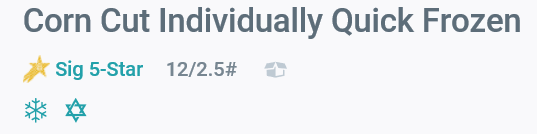 Corn Cut Individually Quick Frozen
Sig 5-Star 12/2.5#